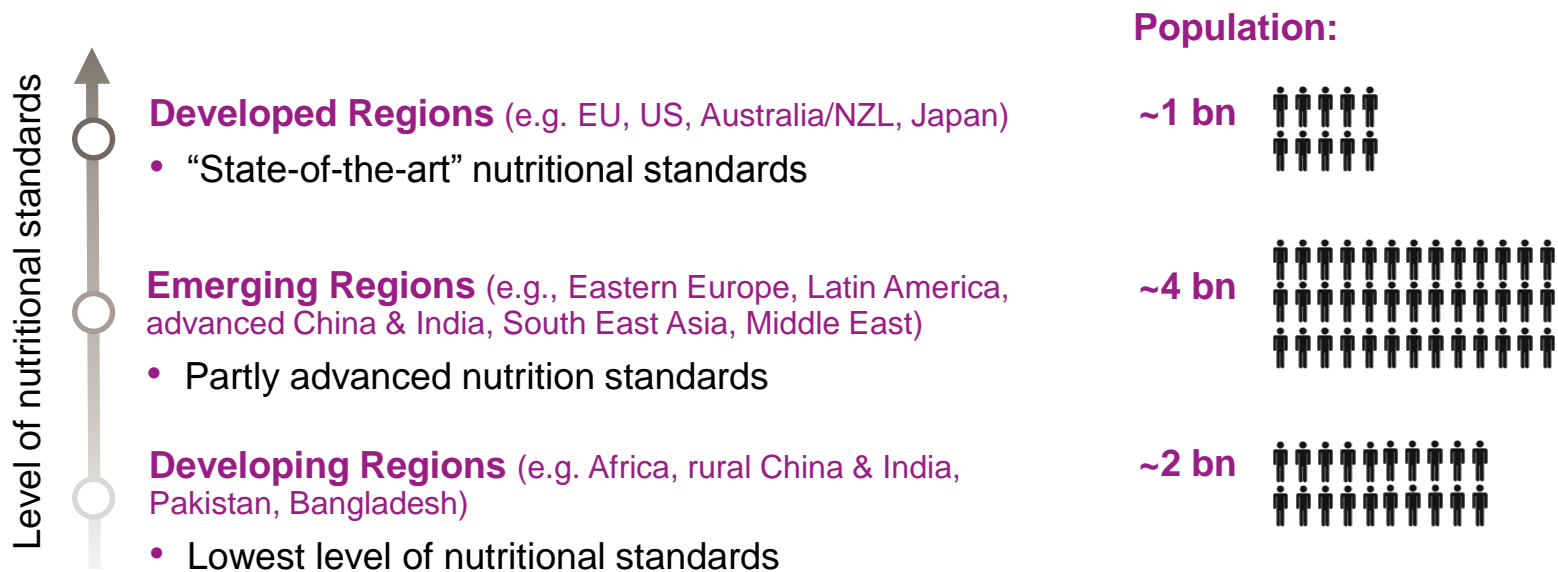 Population:
Level of nutritional standards
Developed Regions (e.g. EU, US, Australia/NZL, Japan)
~1 bn
• “State-of-the-art” nutritional standards
Emerging Regions (e.g., Eastern Europe, Latin America,
advanced China & India, South East Asia, Middle East)
~4 bn
• Partly advanced nutrition standards
Developing Regions (e.g. Africa, rural China & India,
Pakistan, Bangladesh)
~2 bn
• Lowest level of nutritional standards